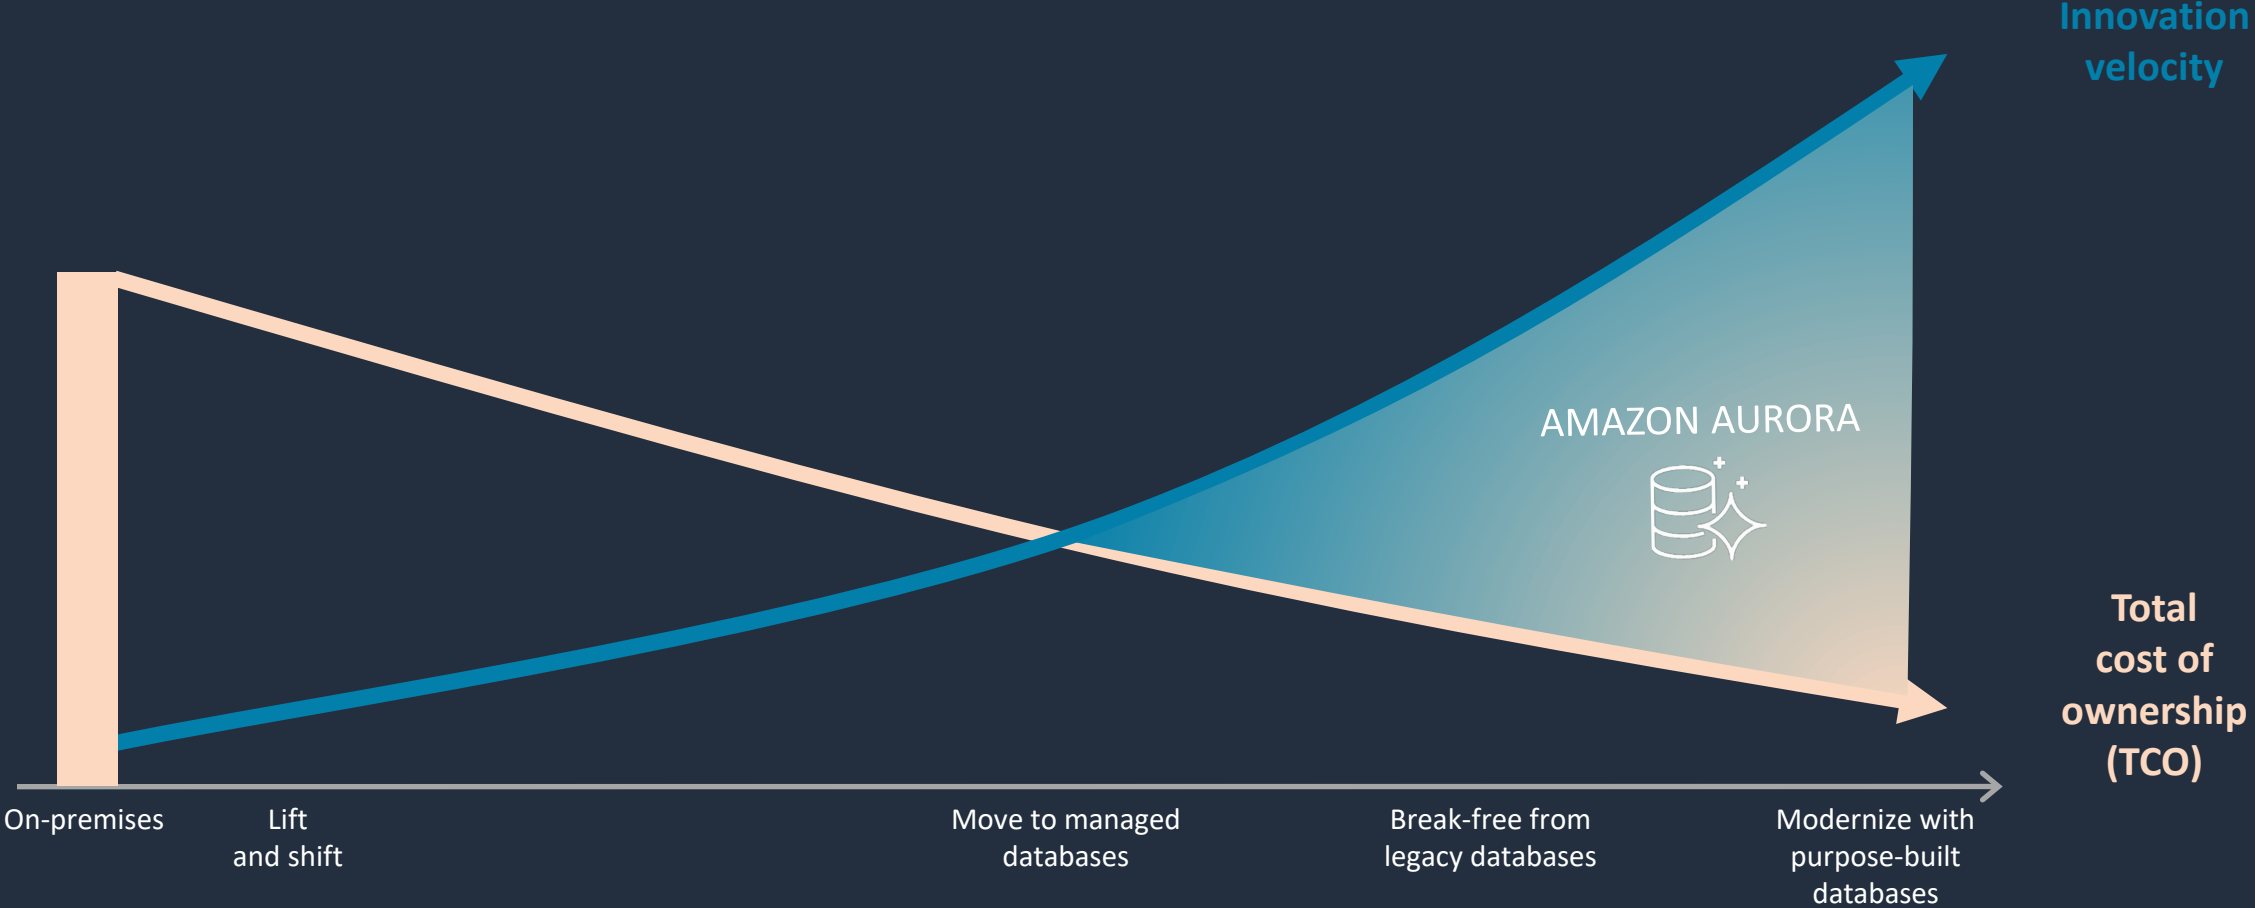 Innovation
velocity
AMAZON AURORA
Total
cost of
ownership
(TCO)
On-premises
Lift
and shift
Move to managed
databases
Break-free from
legacy databases
Modernize with
purpose-built
databases